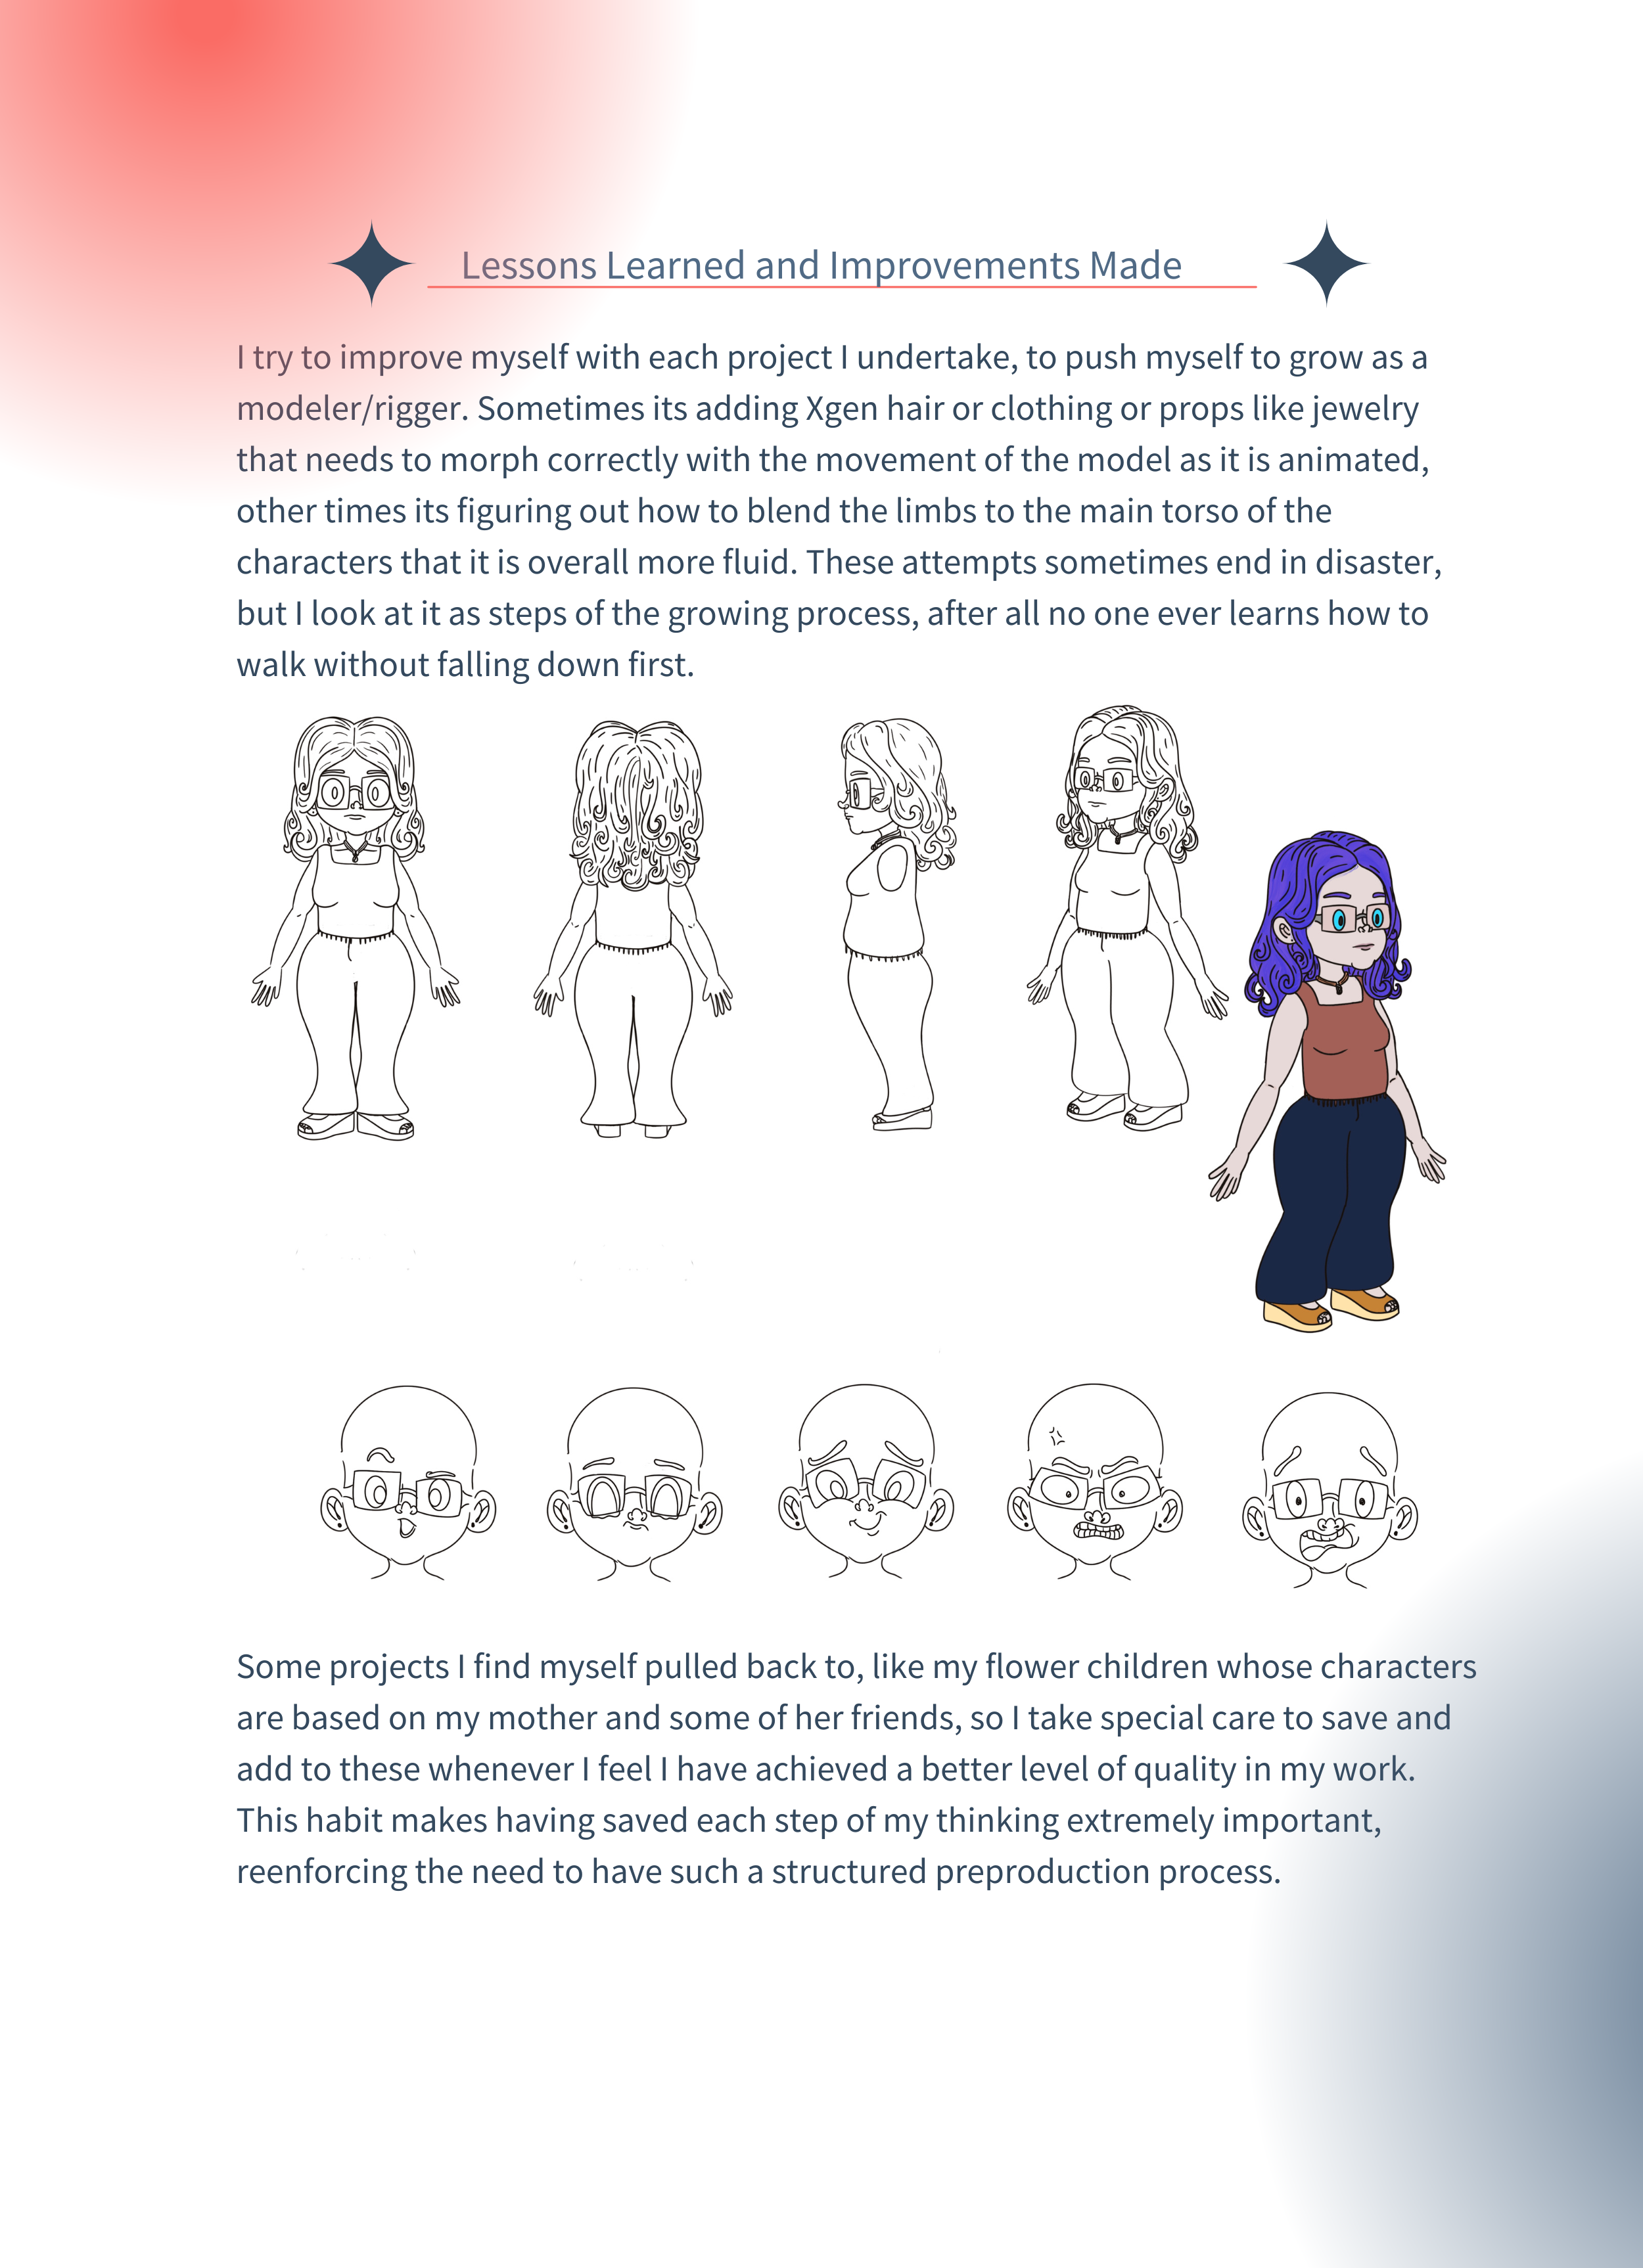 Lessons Learned and Improvements Made
I try to improve myself with each project I undertake, to push myself to grow as a
modeler/rigger. Sometimes its adding Xgen hair or clothing or props like jewelry
that needs to morph correctly with the movement of the model as it is animated,
other times its figuring out how to blend the limbs to the main torso of the
characters that it is overall more fluid. These attempts sometimes end in disaster,
but I look at it as steps of the growing process, after all no one ever learns how to
walk without falling down first.
Some projects I find myself pulled back to, like my flower children whose characters
are based on my mother and some of her friends, so I take special care to save and
add to these whenever I feel I have achieved a better level of quality in my work.
This habit makes having saved each step of my thinking extremely important,
reenforcing the need to have such a structured preproduction process.